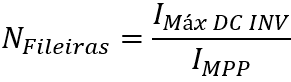 N_Fileiras = I_Máx DC INV / I_MPP